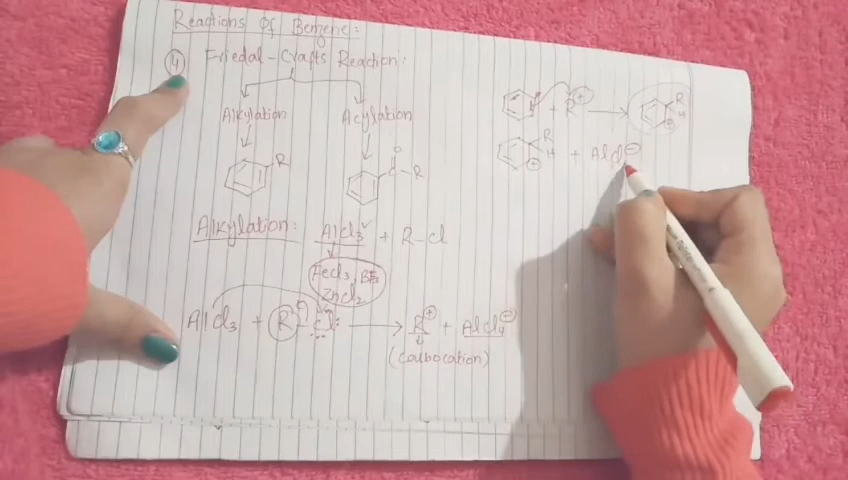 Reactions Of Benzene:
4 Friedal-Crafts Reaction:
Alkylation Acylation
R
O
C R
Alkylation: AlCl3 + R-Cl
FeCl3, BF3
ZnCl2
AlCl3 + R-Cl: → R⊕ + AlCl4⊖
(Carbocation)
+ R⊕ → R
H
⊕
R
H
⊕ + AlCl⊖